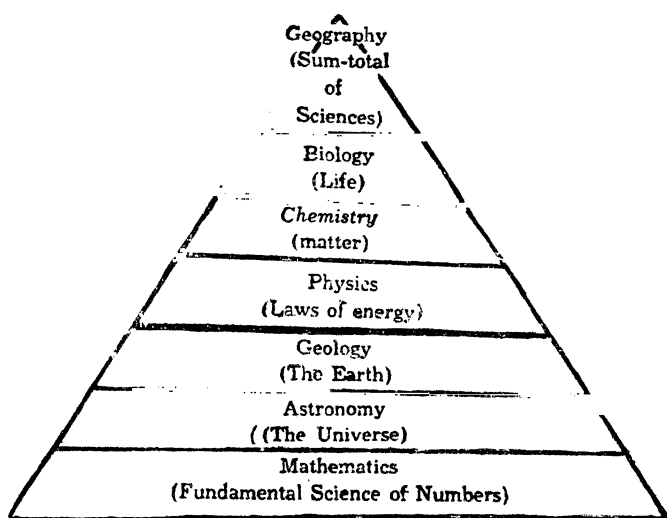 Geography
(Sum-total
of
Sciences)
Biology
(Life)
Chemistry
(matter)
Physics
(Laws of energy)
Geology
(The Earth)
Astronomy
( (The Universe)
Mathematics
(Fundamental Science of Numbers)